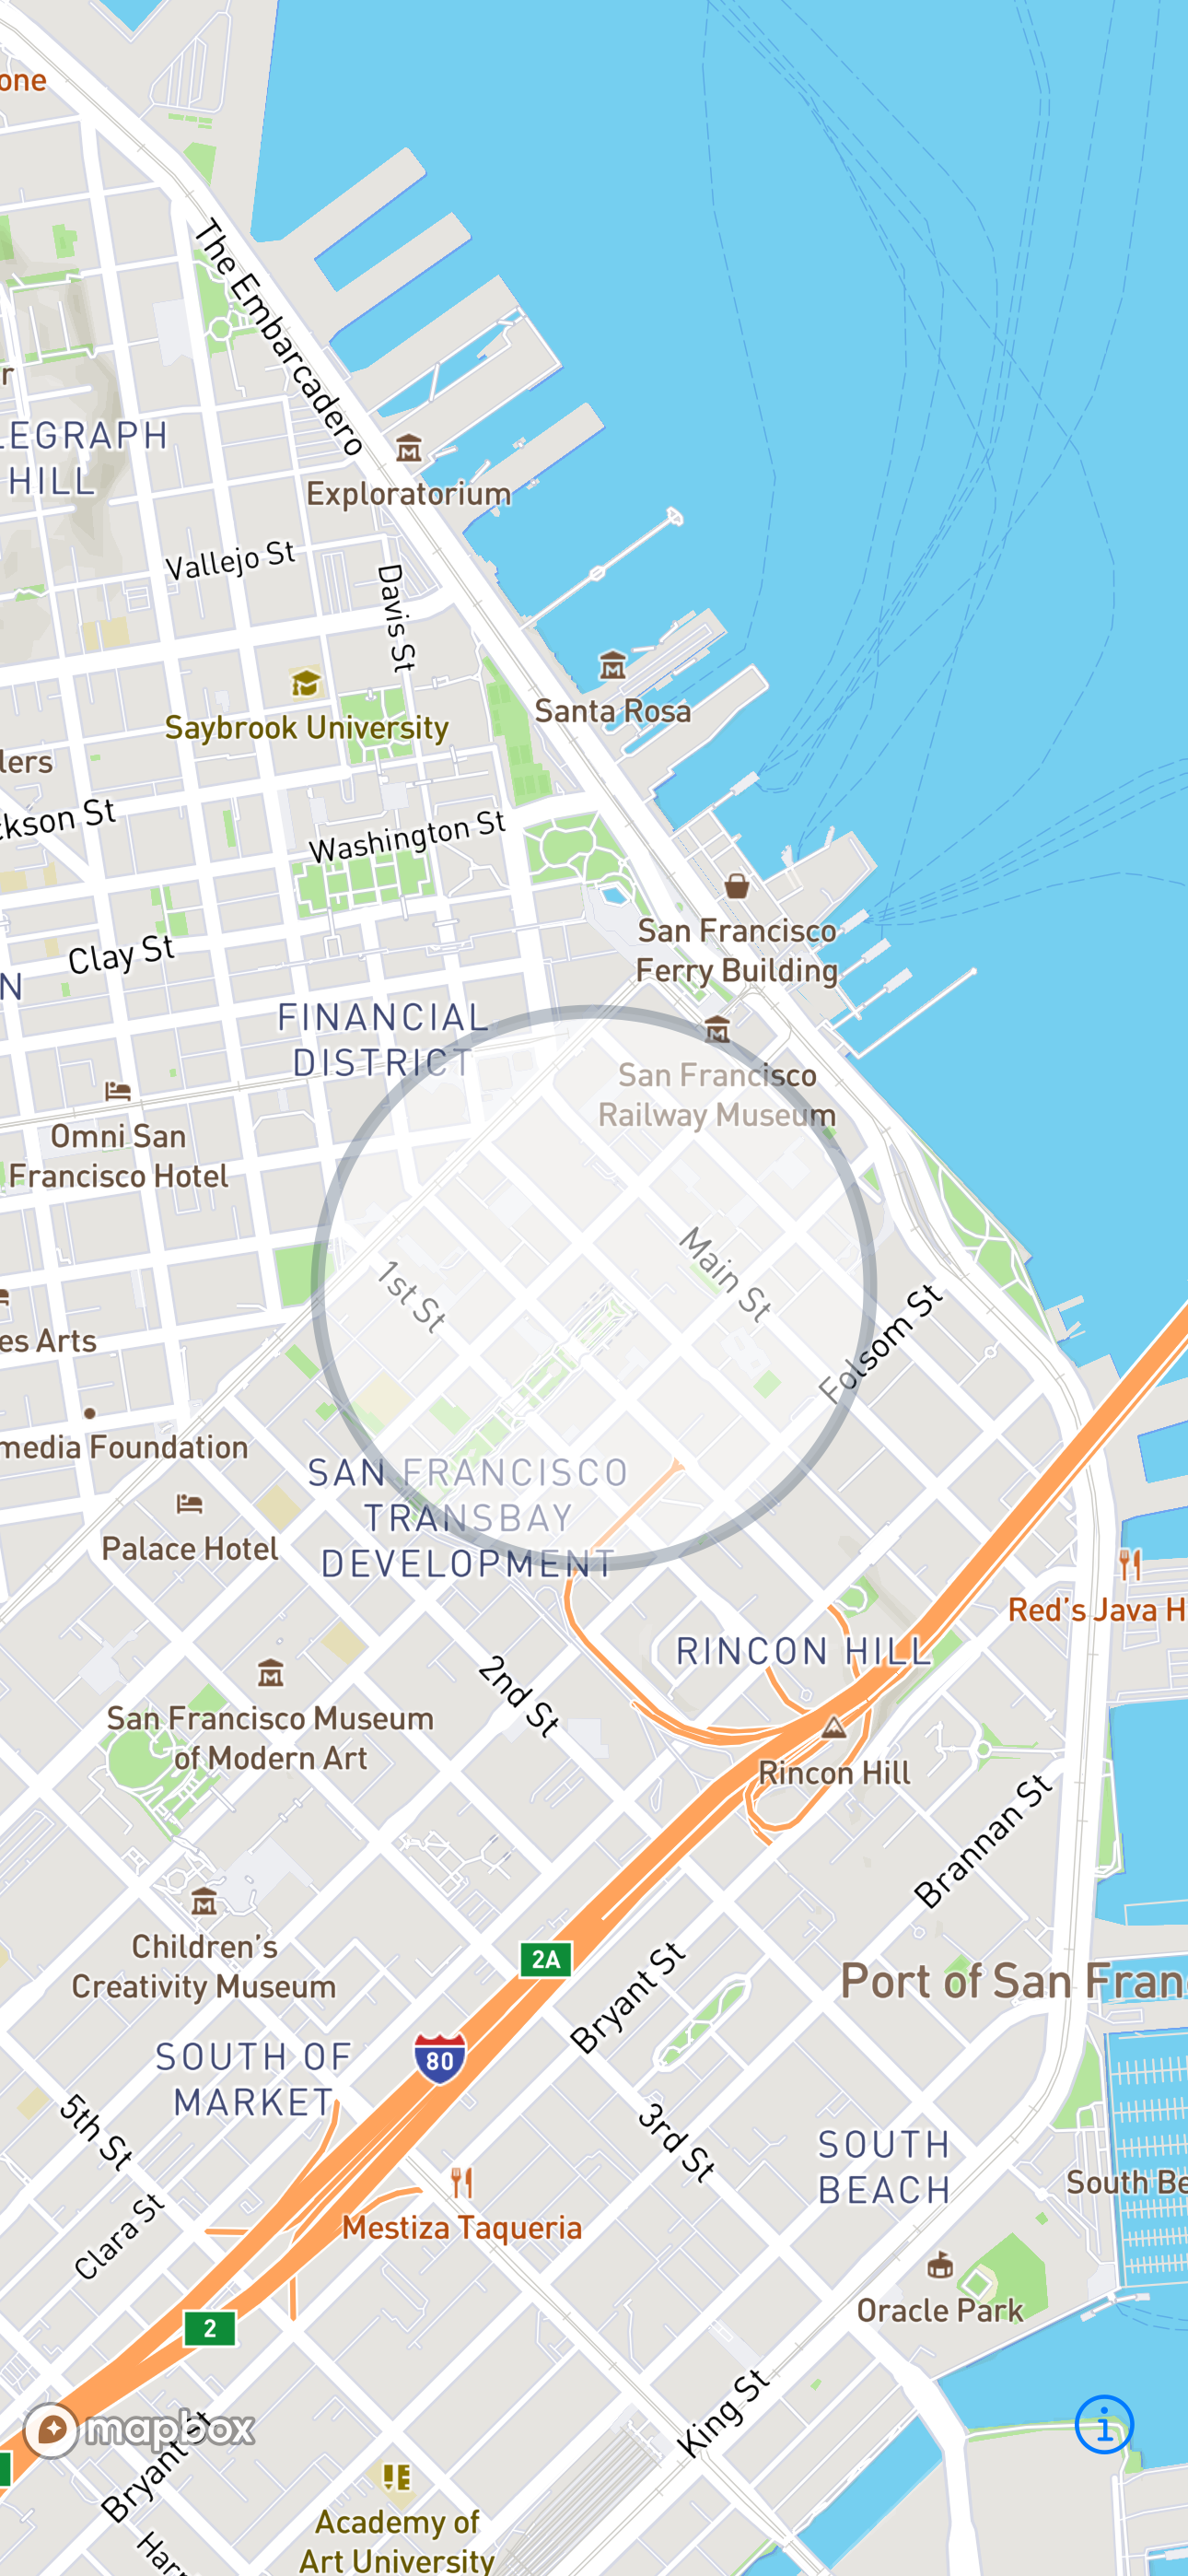 one
The Embarcadero
r
LEGRAPH
HILL
Exploratorium
Vallejo St
Davis St
Santa Rosa
Saybrook University
lers
ckson St
Washington St
San Francisco
Ferry Building
Clay St
N
FINANCIAL
DISTRICT
San Francisco
Railway Museum
Omni San
Francisco Hotel
Main St
1st St
Folsom St
es Arts
media Foundation
SAN FRANCISCO
TRANSBAY
DEVELOPMENT
Palace Hotel
Red's Java H
RINCON HILL
2nd St
San Francisco Museum
of Modern Art
Rincon Hill
Brannan St
Children's
Creativity Museum
2A
Bryant St
Port of San Franc
80
SOUTH OF
MARKET
5th St
3rd St
SOUTH
BEACH
South Be
Clara St
Mestiza Taqueria
Oracle Park
2
King St
mapbox
i
Bryant St
Academy of
Art University
Harr